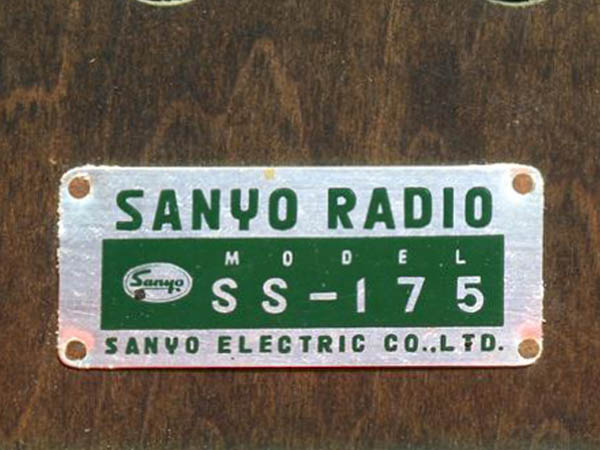 SANYO RADIO
MODEL
Sanyo
SS-175
SANYO ELECTRIC CO.,LTD.